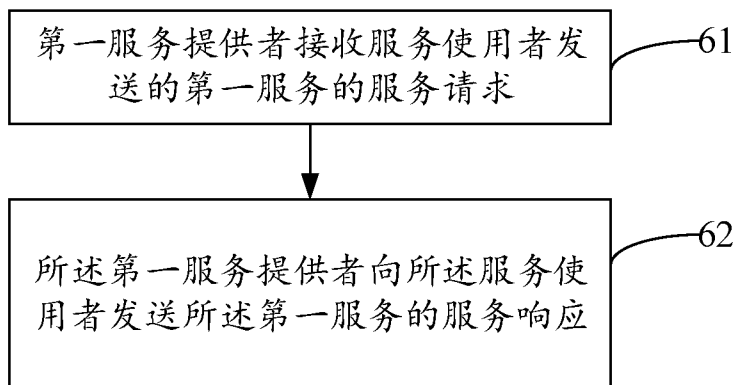 第一服务提供者接收服务使用者发
送的第一服务的服务请求
61
所述第一服务提供者向所述服务使
用者发送所述第一服务的服务响应
62